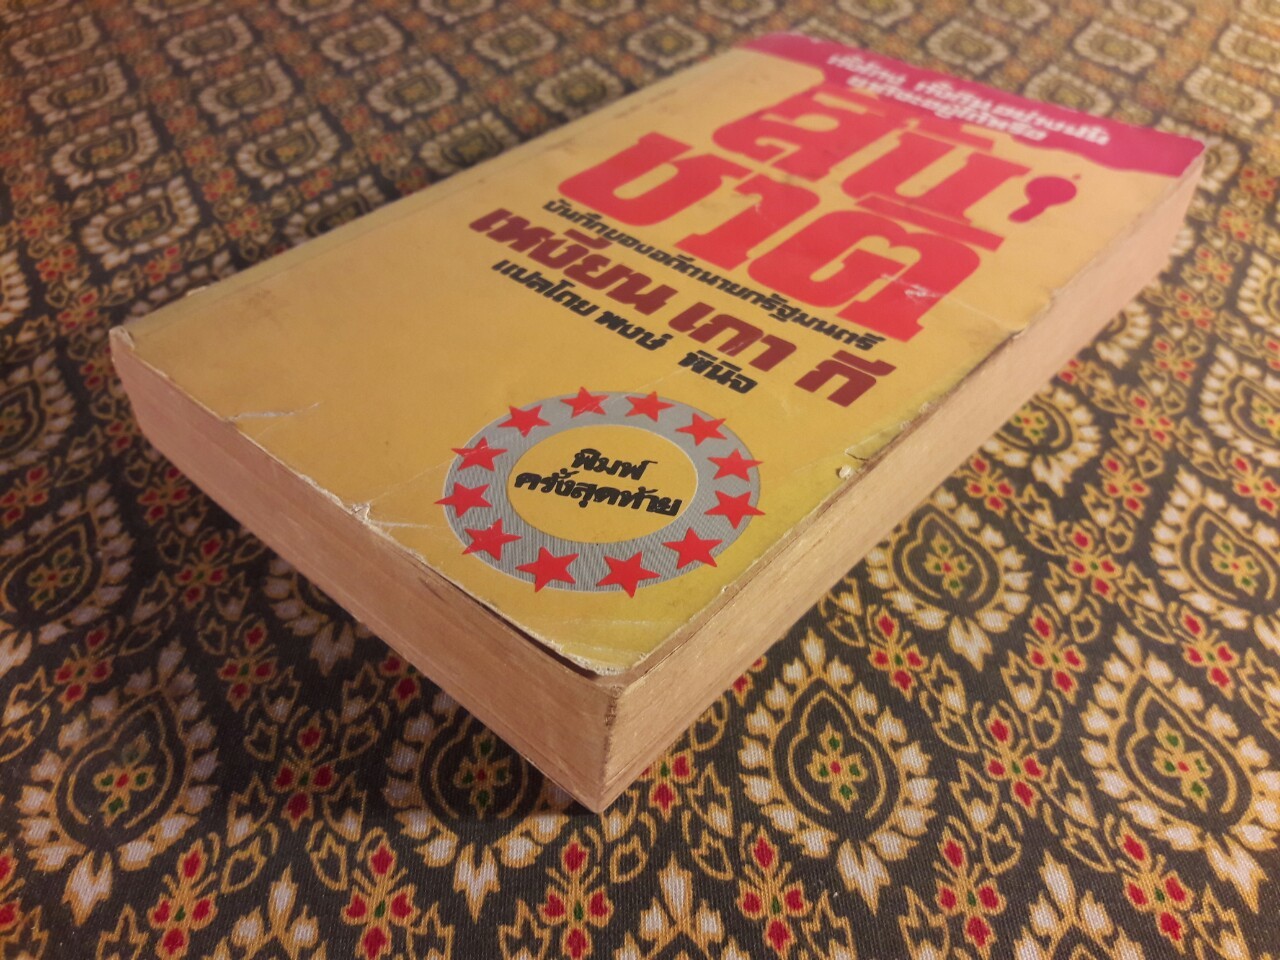 สิ้น
ชาติ
บันทึกของอดีตนายกรัฐมนตรี
เหงียน เกา กี
แปลโดย พงษ์ พินิจ
พิมพ์
ครั้งสุดท้าย